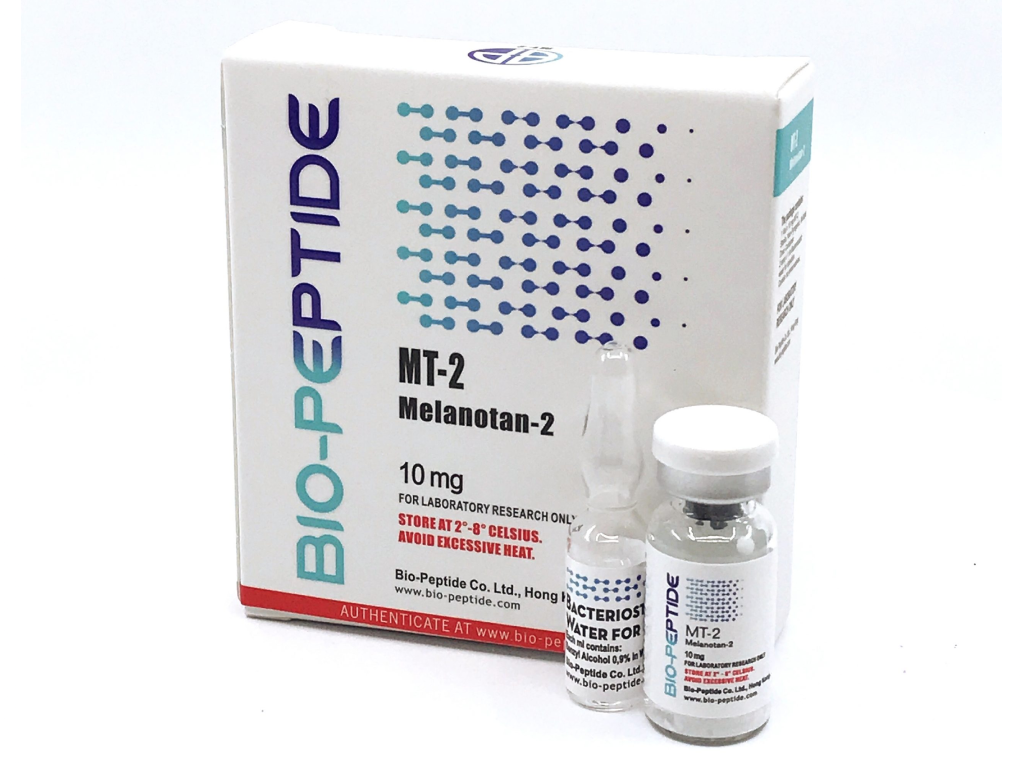 BIO-PEPTIDE
MT-2
Melanotan-2
10 mg
FOR LABORATORY RESEARCH ONLY
STORE AT 2°-8° CELSIUS.
AVOID EXCESSIVE HEAT.
Bio-Peptide Co. Ltd., Hong
www.bio-peptide.com
AUTHENTICATE AT www.bio-pe
MT-2
Melanotan-2
BACTERIOST
WATER FOR
Each ml contains:
Alcohol 0,9% in
Bio-Peptide Co. Ltd.
www.bio-peptide.
BIO-PEPTIDE
MT-2
Melanotan-2
10 mg
FOR LABORATORY RESEARCH ONLY
STORE AT 2° - 8° CELSIUS.
AVOID EXCESSIVE HEAT.
Bio-Peptide Co. Ltd., Hong Kong
www.bio-peptide.com